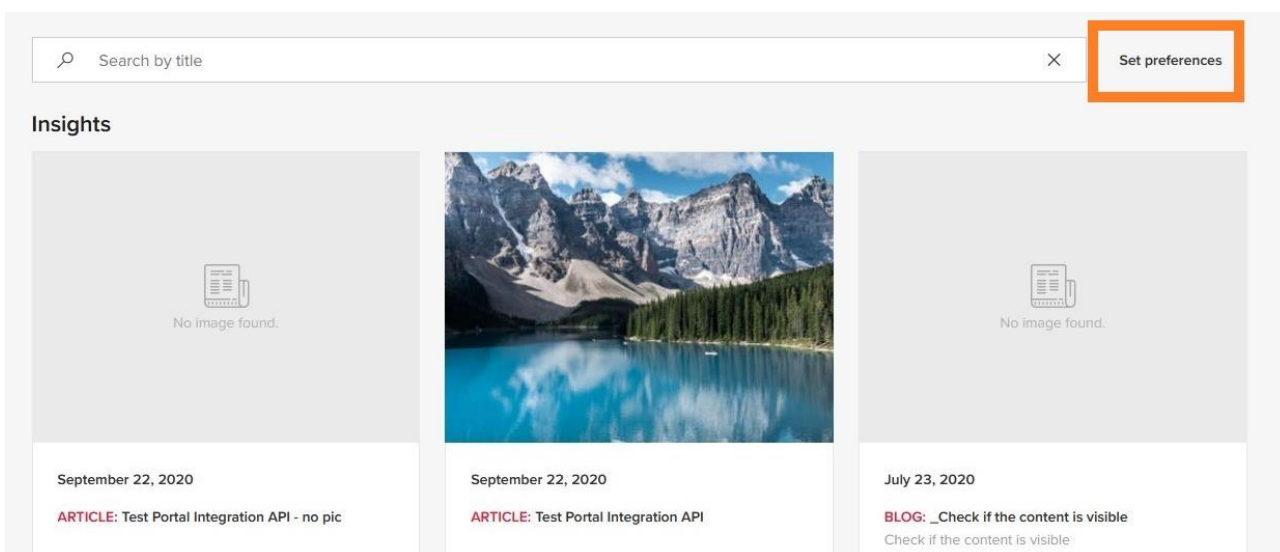 Search by title
Set preferences
Insights
No image found.
No image found.
September 22, 2020
ARTICLE: Test Portal Integration API - no pic
September 22, 2020
ARTICLE: Test Portal Integration API
July 23, 2020
BLOG: _Check if the content is visible
Check if the content is visible